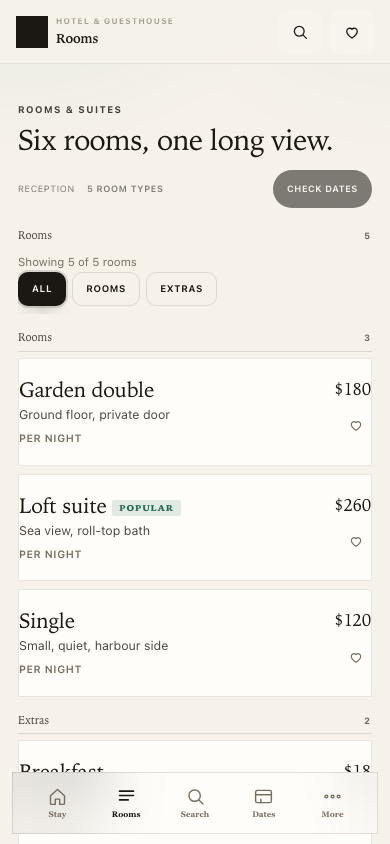 HOTEL & GUESTHOUSE
Rooms
ROOMS & SUITES
Six rooms, one long view.
RECEPTION 5 ROOM TYPES
CHECK DATES
Rooms 5
Showing 5 of 5 rooms
ALL ROOMS EXTRAS
Rooms 3
Garden double $180
Ground floor, private door
PER NIGHT
Loft suite POPULAR $260
Sea view, roll-top bath
PER NIGHT
Single $120
Small, quiet, harbour side
PER NIGHT
Extras 2
Breakfast $18
Stay Rooms Search Dates More